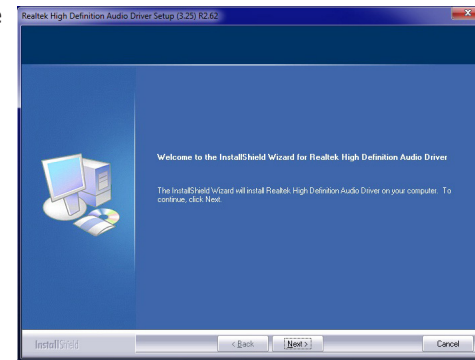 Realtek High Definition Audio Driver Setup (3.25) R2.62
Welcome to the InstallShield Wizard for Realtek High Definition Audio Driver
The InstallShield Wizard will install Realtek High Definition Audio Driver on your computer. To
continue, click Next.
InstallShield
< Back
Next >
Cancel